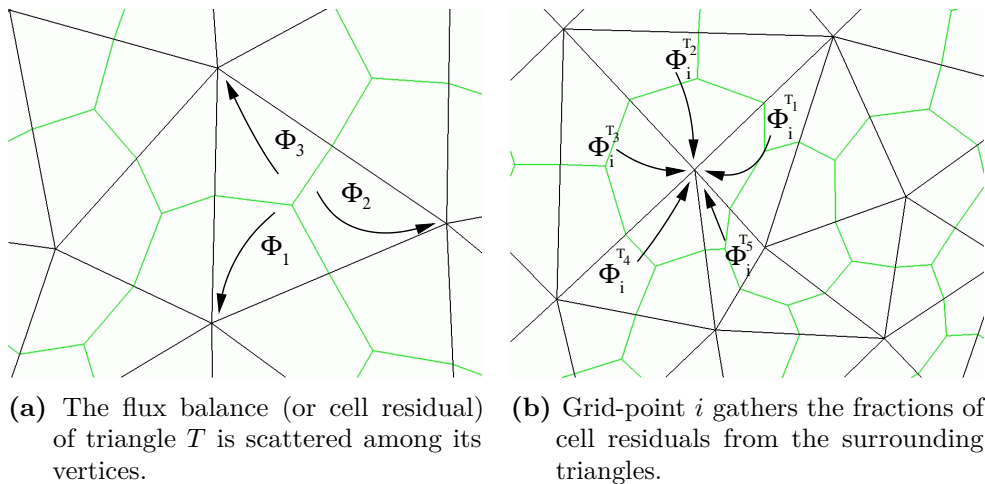 Φ₃
Φ₂
Φ₁
Φᵢᵀ²
Φᵢᵀ¹
Φᵢᵀ³
Φᵢᵀ⁴
Φᵢᵀ⁵
(a) The flux balance (or cell residual)
of triangle T is scattered among its
vertices.
(b) Grid-point i gathers the fractions of
cell residuals from the surrounding
triangles.